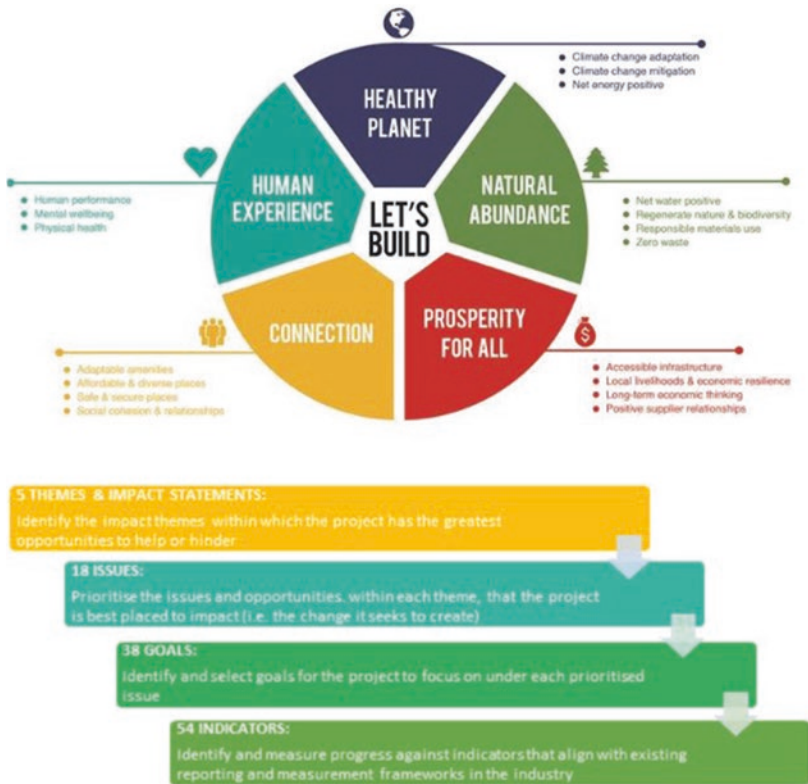 HEALTHY
PLANET
Climate change adaptation
Climate change mitigation
Net energy positive
HUMAN
EXPERIENCE
Human performance
Mental wellbeing
Physical health
LET'S
BUILD
NATURAL
ABUNDANCE
Net water positive
Regenerate nature & biodiversity
Responsible materials use
Zero waste
CONNECTION
Adaptable amenities
Affordable & diverse places
Safe & secure places
Social cohesion & relationships
PROSPERITY
FOR ALL
$
Accessible infrastructure
Local livelihoods & economic resilience
Long-term economic thinking
Positive supplier relationships
5 THEMES & IMPACT STATEMENTS:
Identify the impact themes within which the project has the greatest
opportunities to help or hinder
18 ISSUES:
Prioritise the issues and opportunities. within each theme, that the project
is best placed to impact (i.e. the change it seeks to create)
38 GOALS:
Identify and select goals for the project to focus on under each prioritised
issue
54 INDICATORS:
Identify and measure progress against indicators that align with existing
reporting and measurement frameworks in the industry